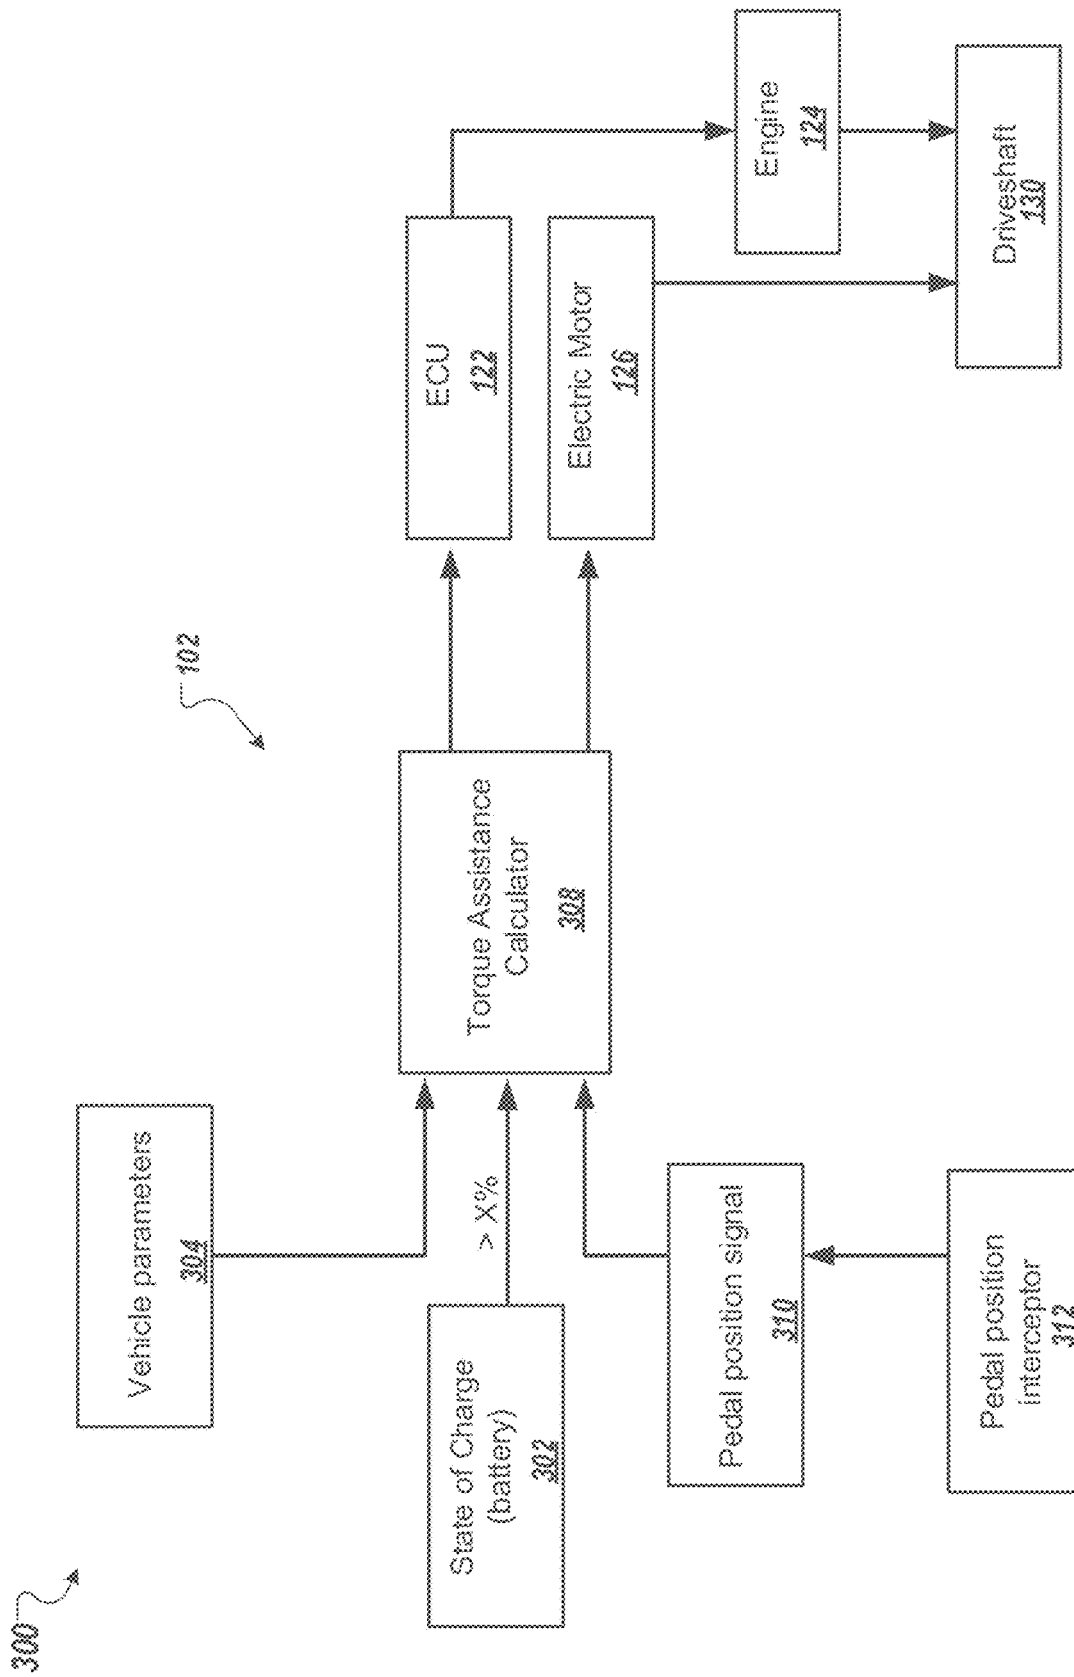 300
102
Vehicle parameters
304
State of Charge
(battery)
302
> X%
Pedal position signal
310
Pedal position
interceptor
312
Torque Assistance
Calculator
308
ECU
122
Electric Motor
126
Engine
124
Driveshaft
130